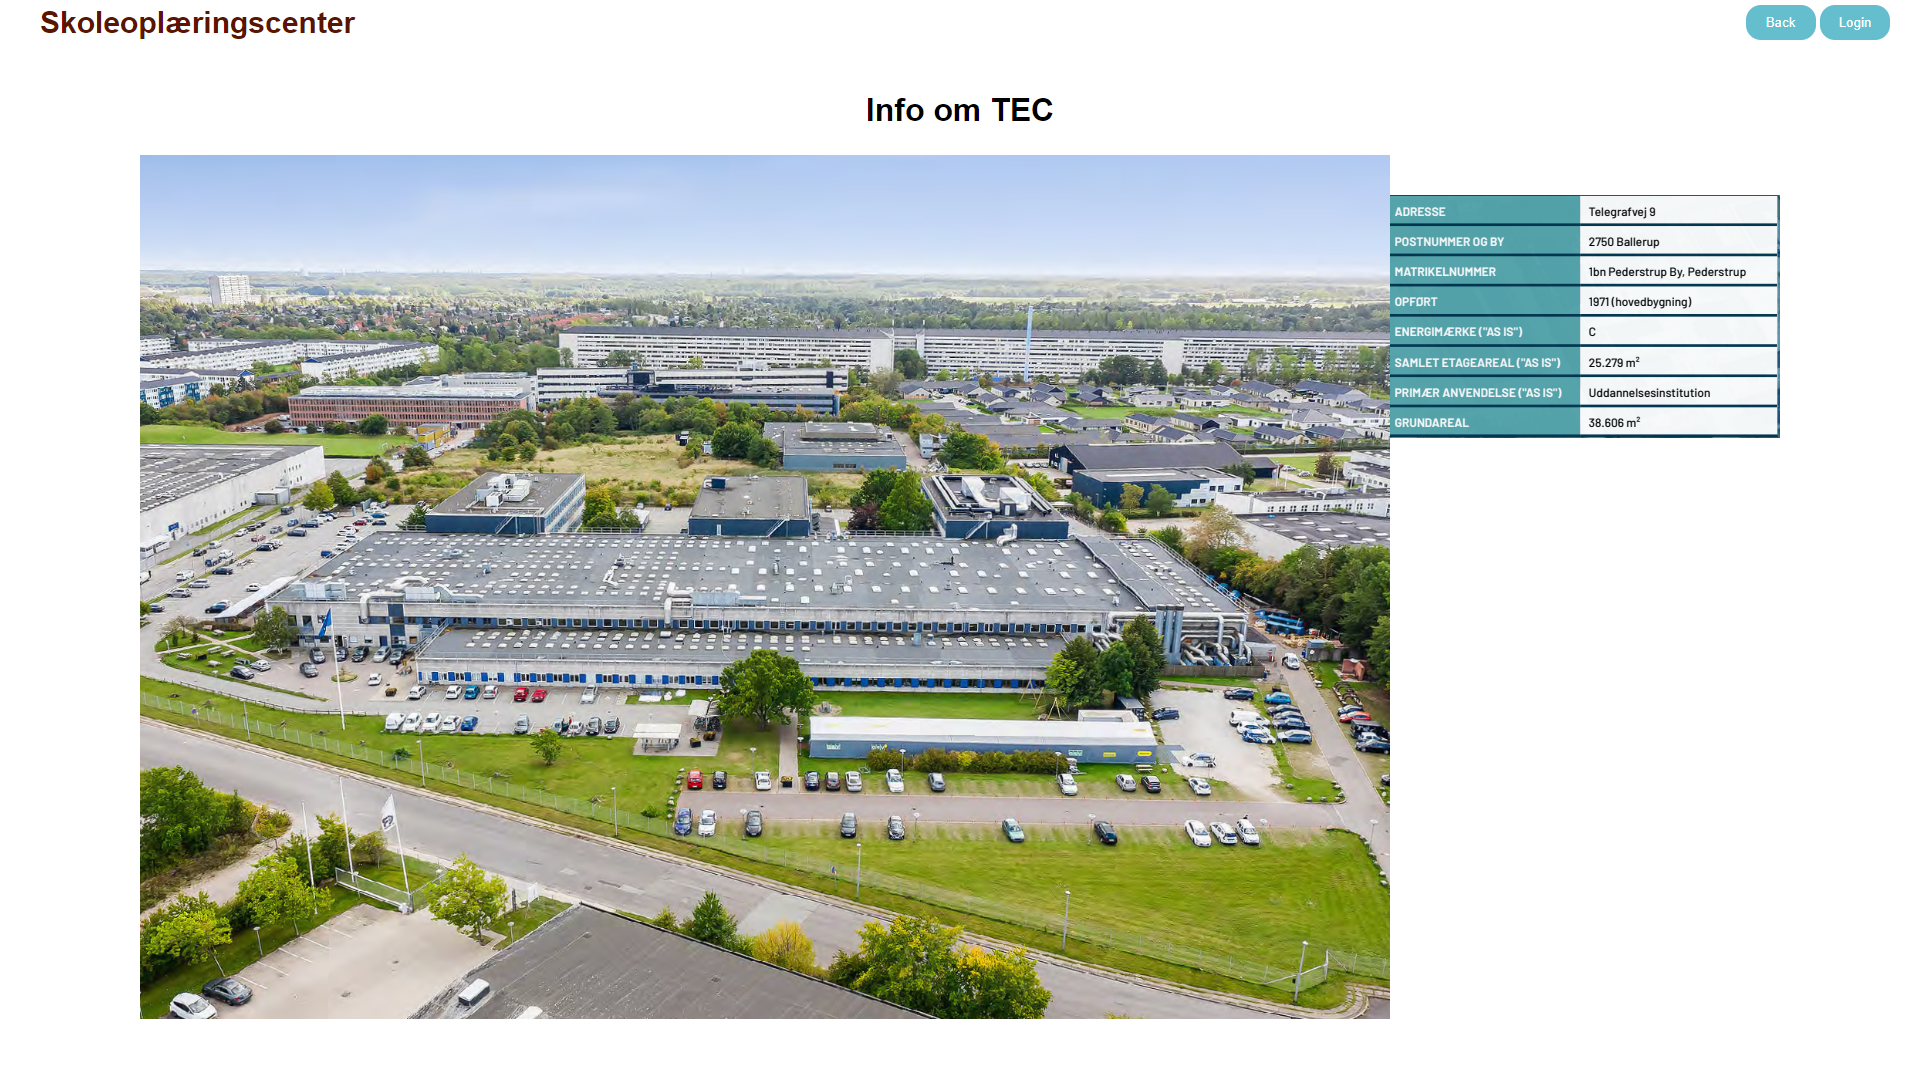 Skoleoplæringscenter
Back
Login
Info om TEC
ADRESSE Telegrafvej 9
POSTNUMMER OG BY 2750 Ballerup
MATRIKELNUMMER 1bn Pederstrup By, Pederstrup
OPFØRT 1971 (hovedbygning)
ENERGIMÆRKE ("AS IS") C
SAMLET ETAGEAREAL ("AS IS") 25.279 m²
PRIMÆR ANVENDELSE ("AS IS") Uddannelsesinstitution
GRUNDAREAL 38.606 m²